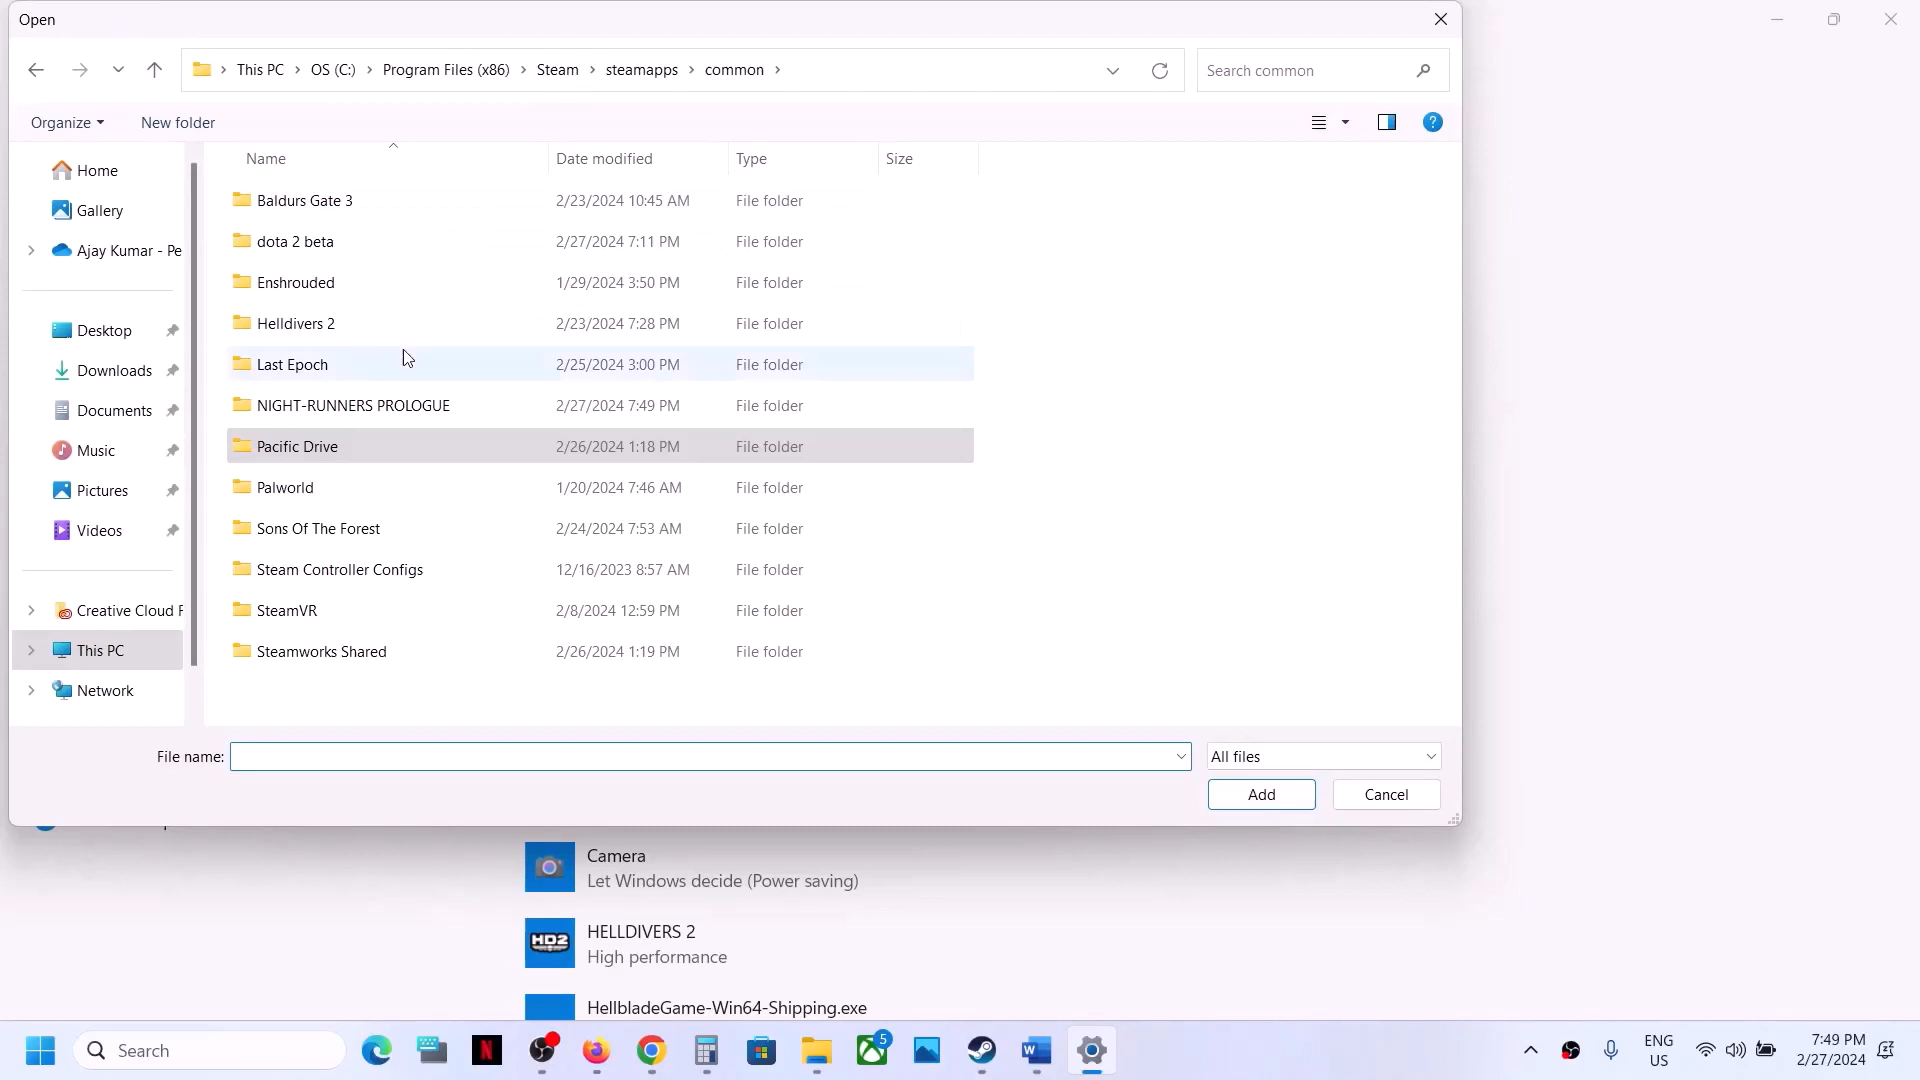 Open
This PC > OS (C:) > Program Files (x86) > Steam > steamapps > common >
Search common
Organize
New folder
?
Home
Gallery
Ajay Kumar - Pe
Desktop
Downloads
Documents
Music
Pictures
Videos
Creative Cloud F
This PC
Network
Name Date modified Type Size
Baldurs Gate 3 2/23/2024 10:45 AM File folder
dota 2 beta 2/27/2024 7:11 PM File folder
Enshrouded 1/29/2024 3:50 PM File folder
Helldivers 2 2/23/2024 7:28 PM File folder
Last Epoch 2/25/2024 3:00 PM File folder
NIGHT-RUNNERS PROLOGUE 2/27/2024 7:49 PM File folder
Pacific Drive 2/26/2024 1:18 PM File folder
Palworld 1/20/2024 7:46 AM File folder
Sons Of The Forest 2/24/2024 7:53 AM File folder
Steam Controller Configs 12/16/2023 8:57 AM File folder
SteamVR 2/8/2024 12:59 PM File folder
Steamworks Shared 2/26/2024 1:19 PM File folder
File name:
All files
Add
Cancel
Camera
Let Windows decide (Power saving)
HD2
HELLDIVERS 2
High performance
HellbladeGame-Win64-Shipping.exe
Search
N
5
W
ENG
US
7:49 PM
2/27/2024